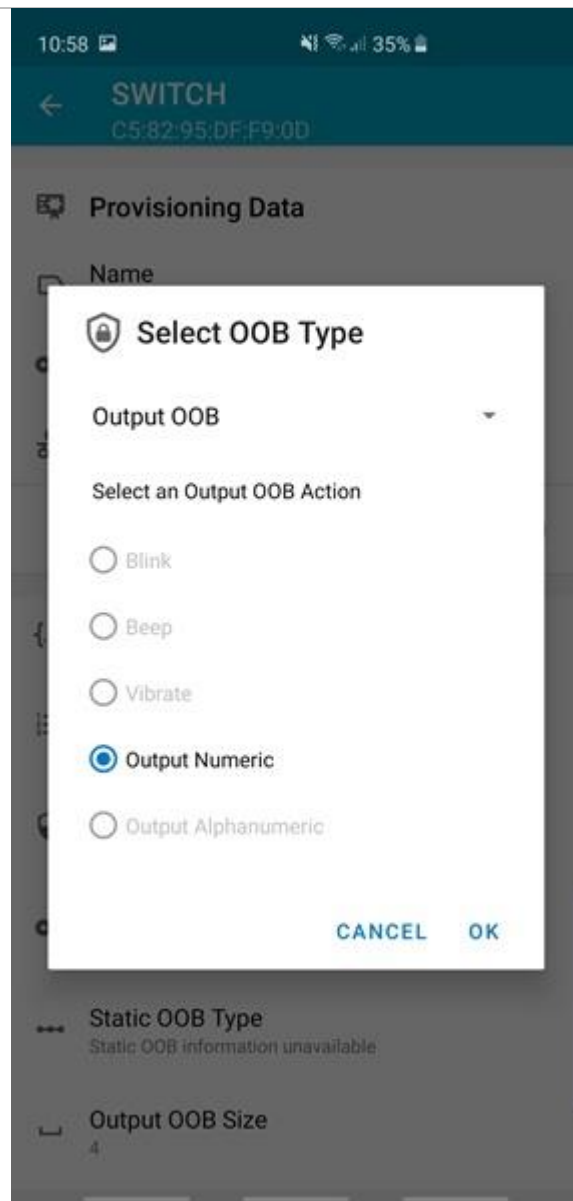 10:58
35%
SWITCH
C5:82:95:DF:F9:0D
Provisioning Data
Name
Select OOB Type
Output OOB
Select an Output OOB Action
Blink
Beep
Vibrate
Output Numeric
Output Alphanumeric
CANCEL OK
Static OOB Type
Static OOB information unavailable
Output OOB Size
4